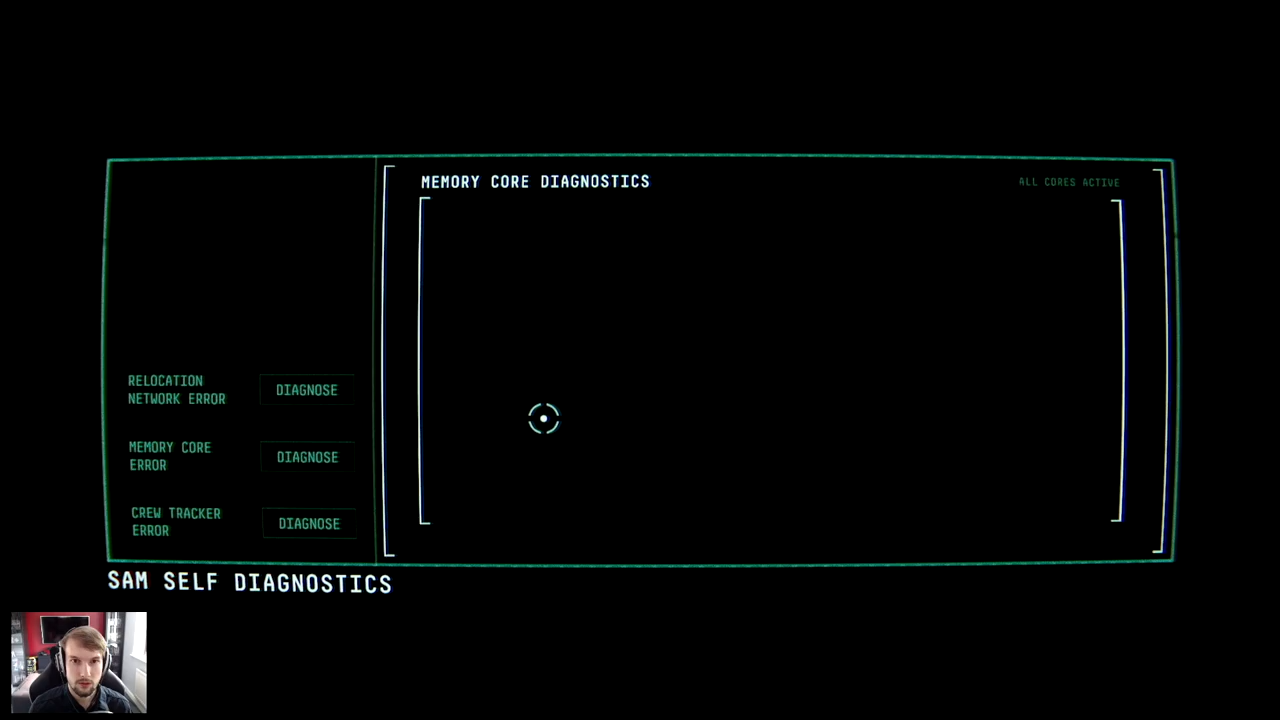 MEMORY CORE DIAGNOSTICS
ALL CORES ACTIVE
RELOCATION
NETWORK ERROR
DIAGNOSE
MEMORY CORE
ERROR
DIAGNOSE
CREW TRACKER
ERROR
DIAGNOSE
SAM SELF DIAGNOSTICS